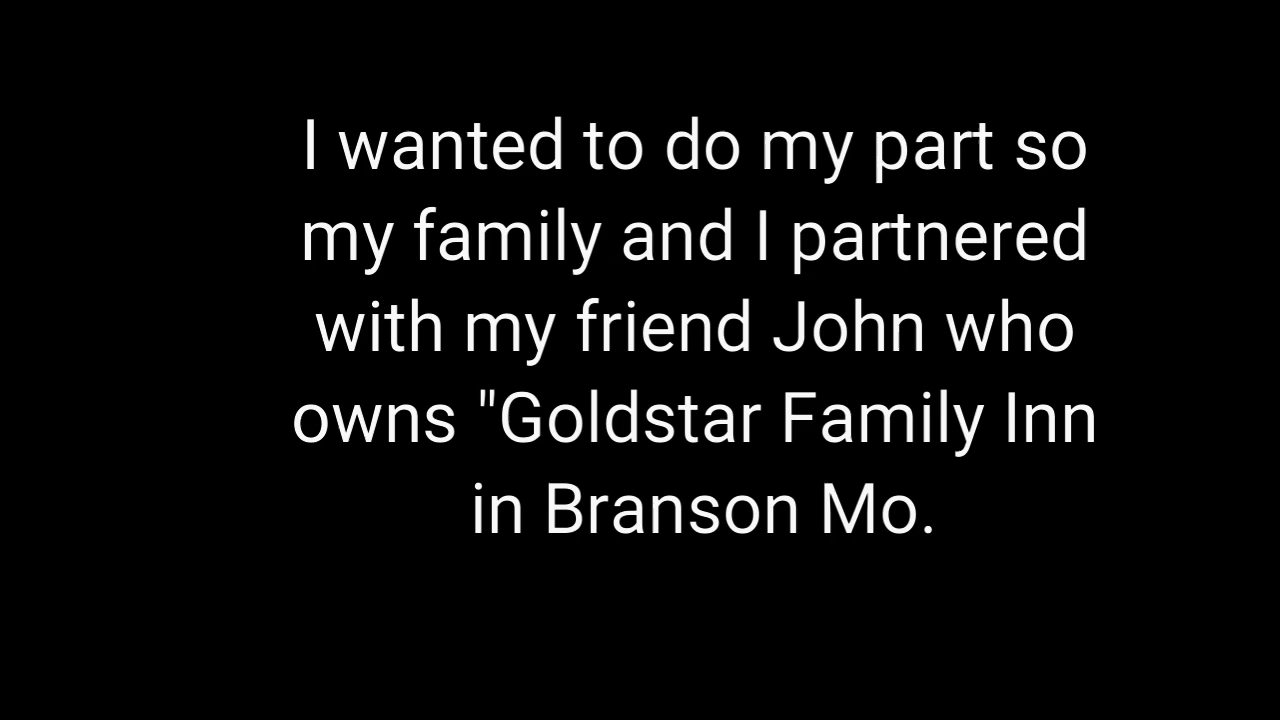 I wanted to do my part so
my family and I partnered
with my friend John who
owns "Goldstar Family Inn
in Branson Mo.